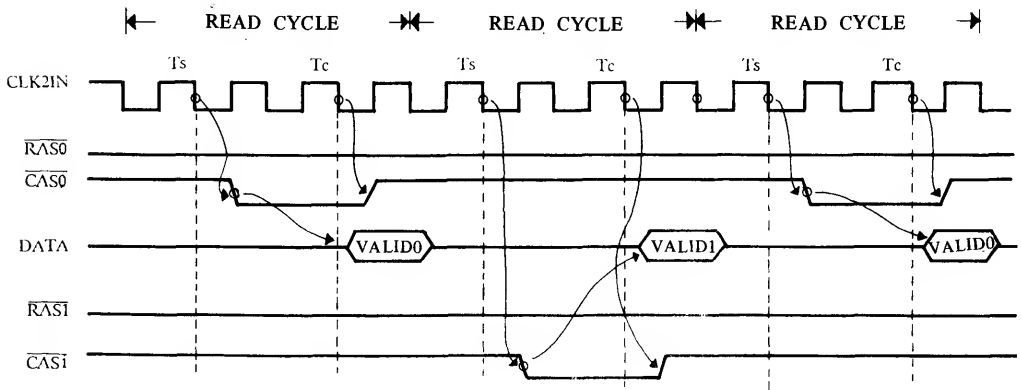 READ CYCLE READ CYCLE READ CYCLE
Ts Tc Ts Tc Ts Tc
CLK2IN
RAS0
CAS0
DATA VALID0 VALID1 VALID0
RAS1
CAS1